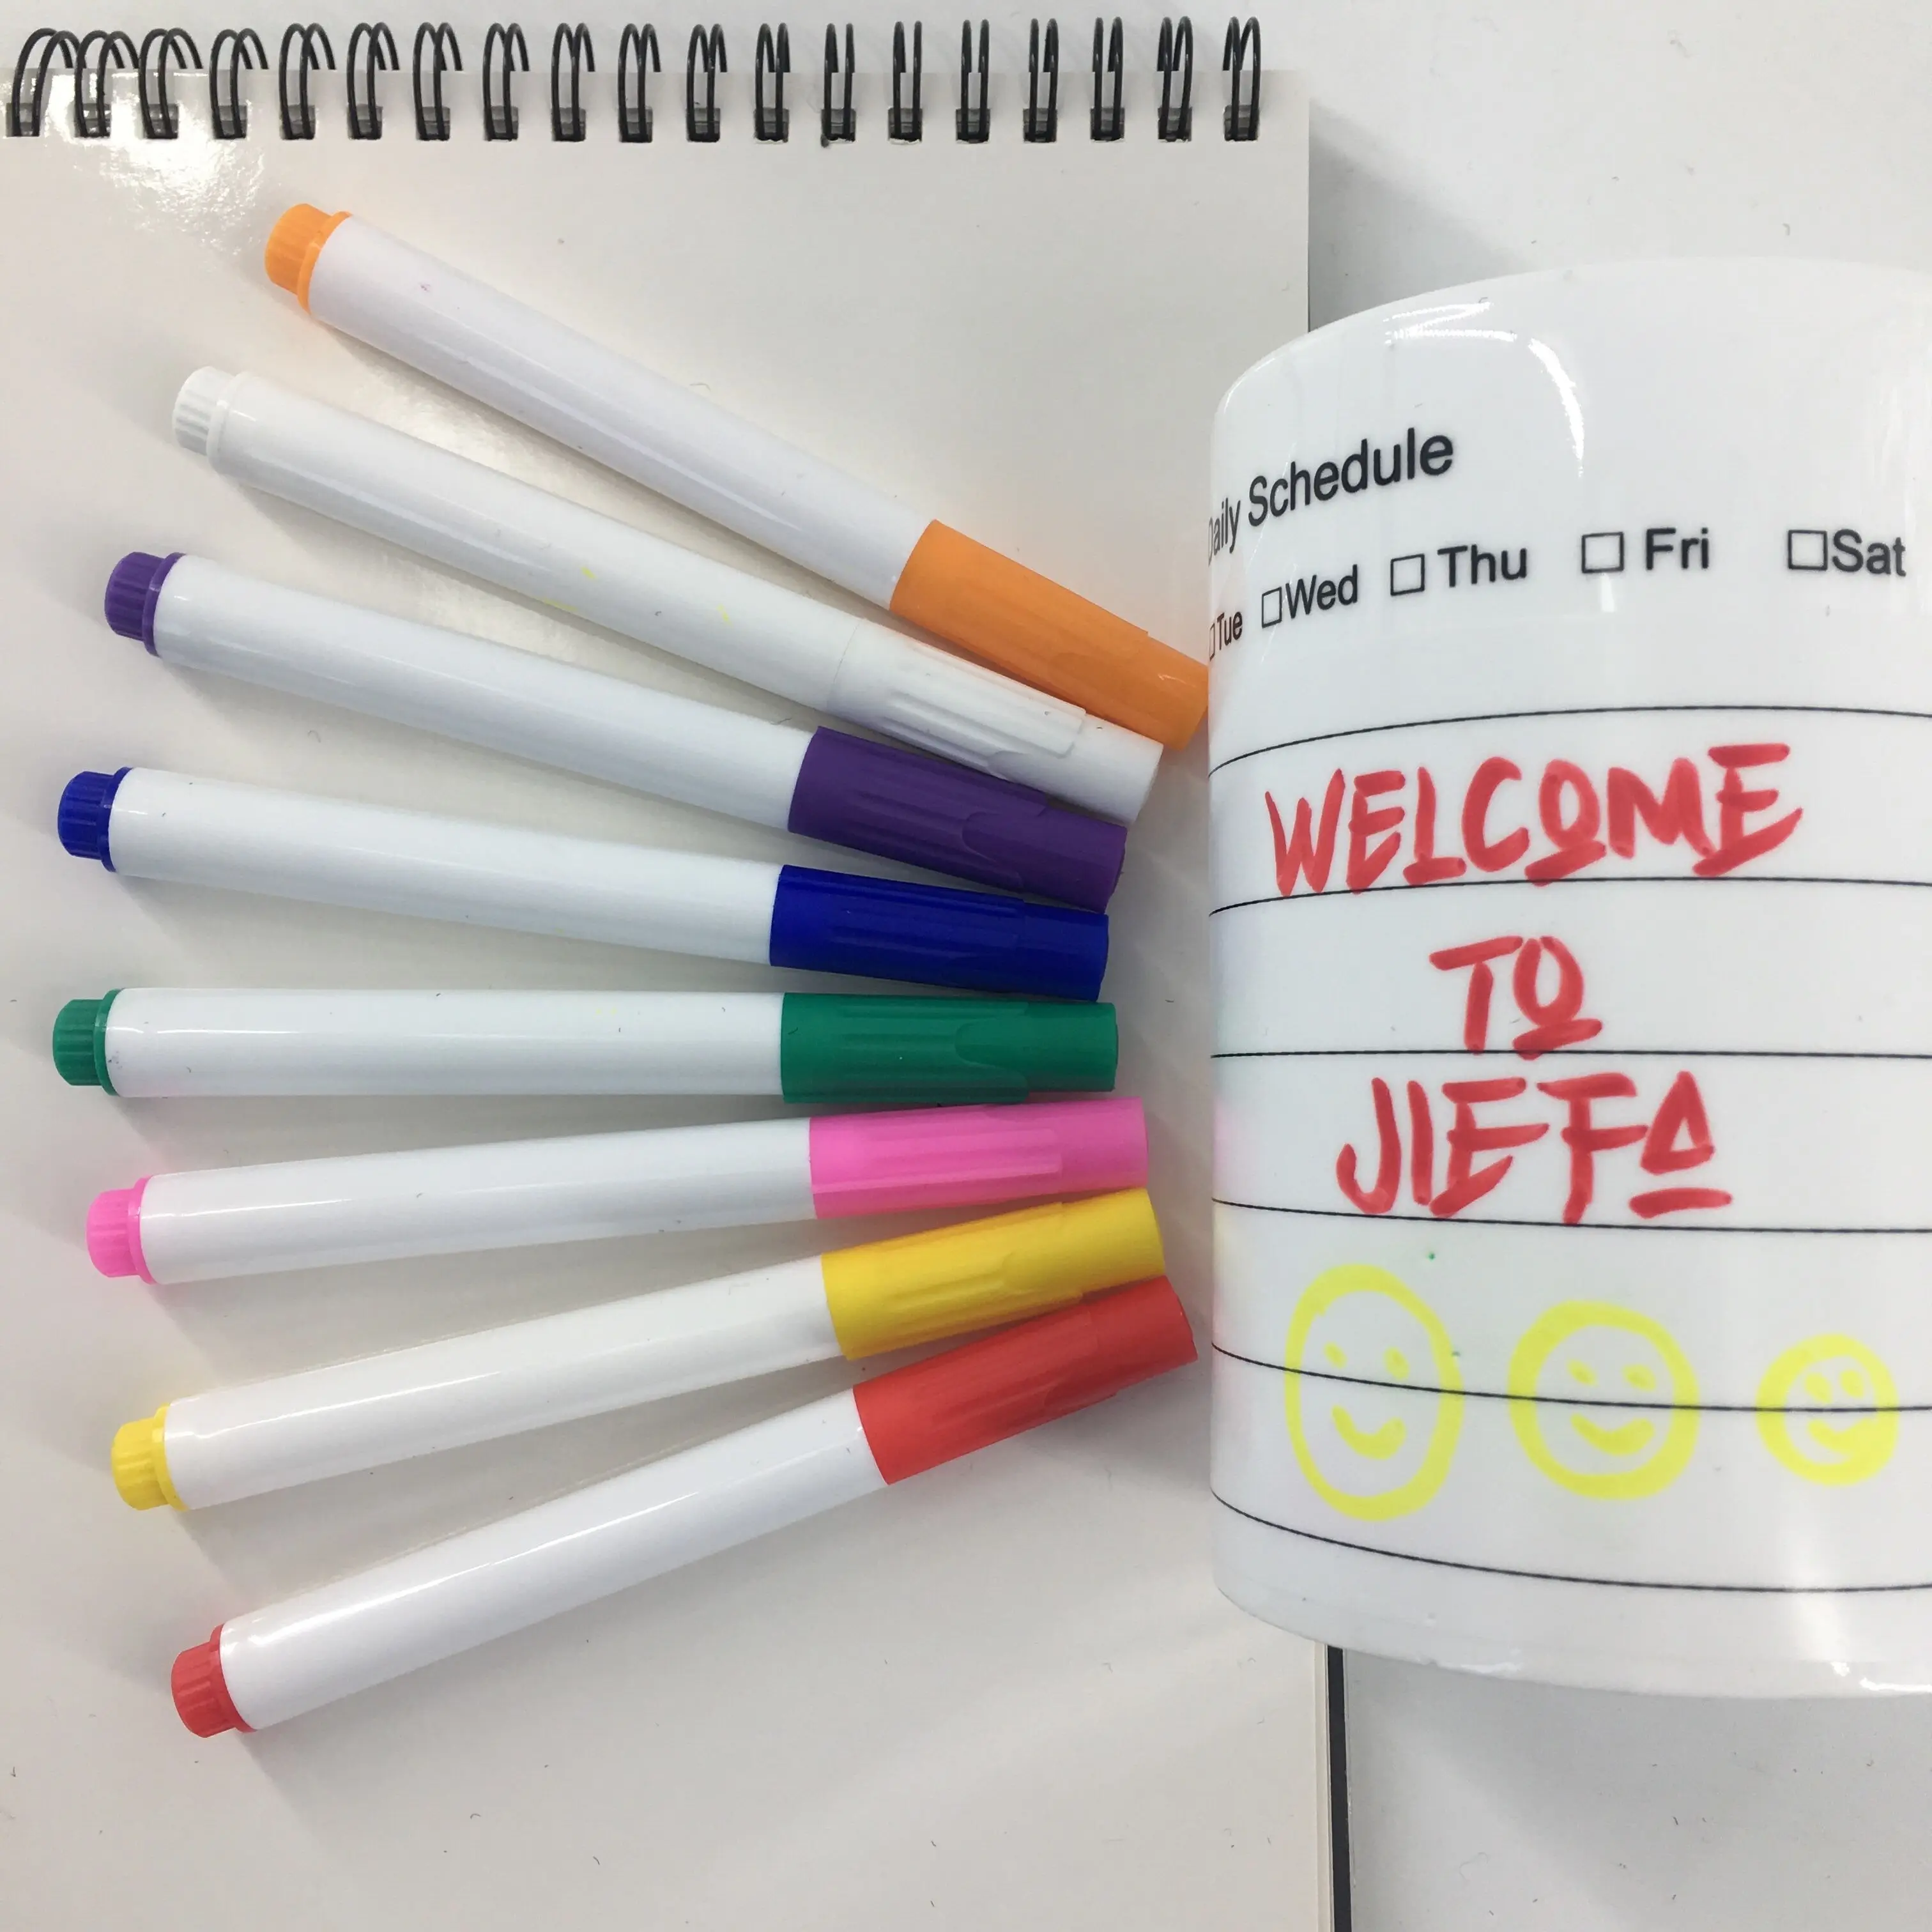 Daily Schedule
Tue Wed Thu Fri Sat
WELCOME
TO
JIEFA